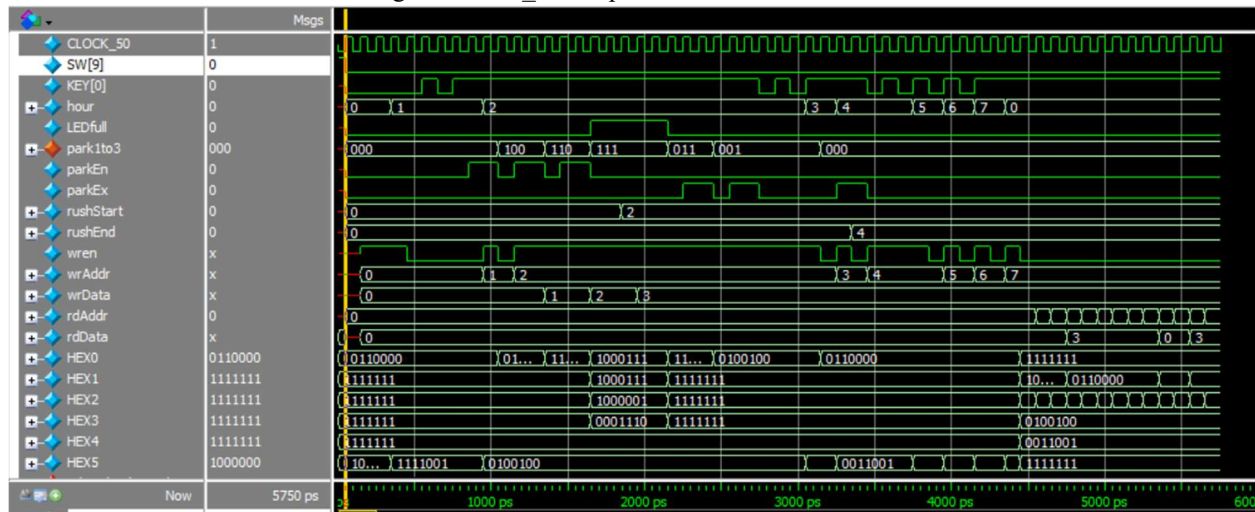 Msgs
CLOCK_50 1
SW[9] 0
KEY[0] 0
hour 0 0 1 2 3 4 5 6 7 0
LEDfull 0
park1to3 000 000 100 110 111 011 001 000
parkEn 0
parkEx 0
rushStart 0 0 2
rushEnd 0 0 4
wren x
wrAddr x 0 1 2 3 4 5 6 7
wrData x 0 1 2 3
rdAddr 0 0
rdData x 0 3 0 3
HEX0 0110000 0110000 01... 11... 1000111 11... 0100100 0110000 1111111
HEX1 1111111 1111111 1000111 1111111 10... 0110000
HEX2 1111111 1111111 1000001 1111111
HEX3 1111111 1111111 0001110 1111111 0100100
HEX4 1111111 1111111 0011001
HEX5 1000000 10... 1111001 0100100 0011001 1111111
Now 5750 ps 1000 ps 2000 ps 3000 ps 4000 ps 5000 ps